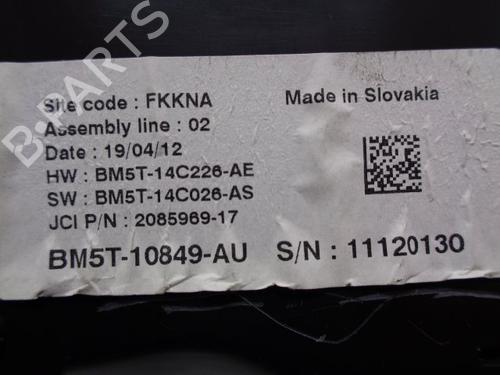 B-PARTS
Site code : FKKNA
Made in Slovakia
Assembly line : 02
Date : 19/04/12
HW : BM5T-14C226-AE
SW : BM5T-14C026-AS
JCI P/N : 2085969-17
BM5T-10849-AU
S/N : 11120130